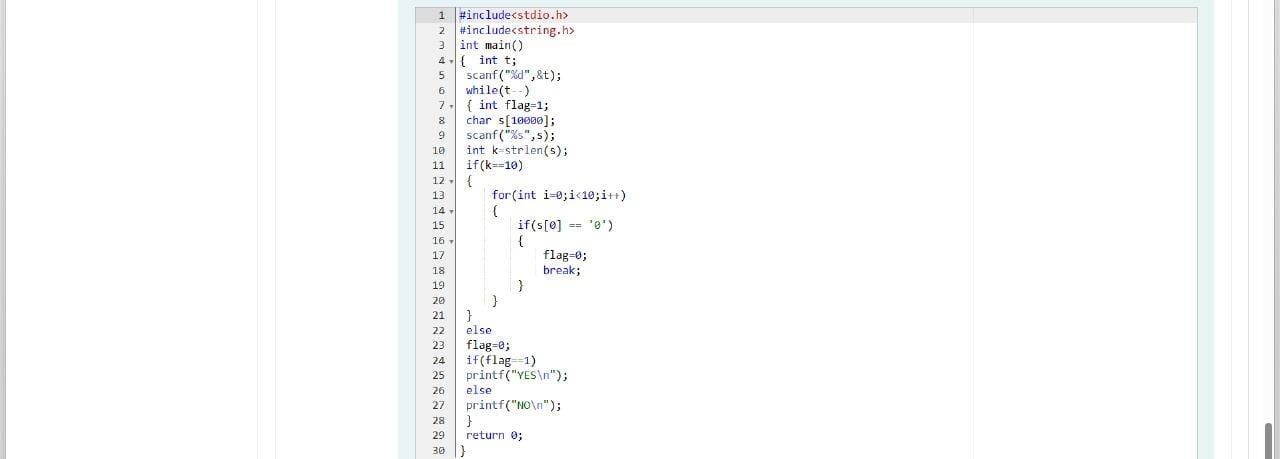 1 #include<stdio.h>
2 #include<string.h>
3 int main()
4 { int t;
5 scanf("%d",&t);
6 while(t--)
7 { int flag=1;
8 char s[10000];
9 scanf("%s",s);
10 int k=strlen(s);
11 if(k==10)
12 {
13 for(int i=0;i<10;i++)
14 {
15 if(s[0] == '0')
16 {
17 flag=0;
18 break;
19 }
20 }
21 }
22 else
23 flag=0;
24 if(flag==1)
25 printf("YES\n");
26 else
27 printf("NO\n");
28 }
29 return 0;
30 }